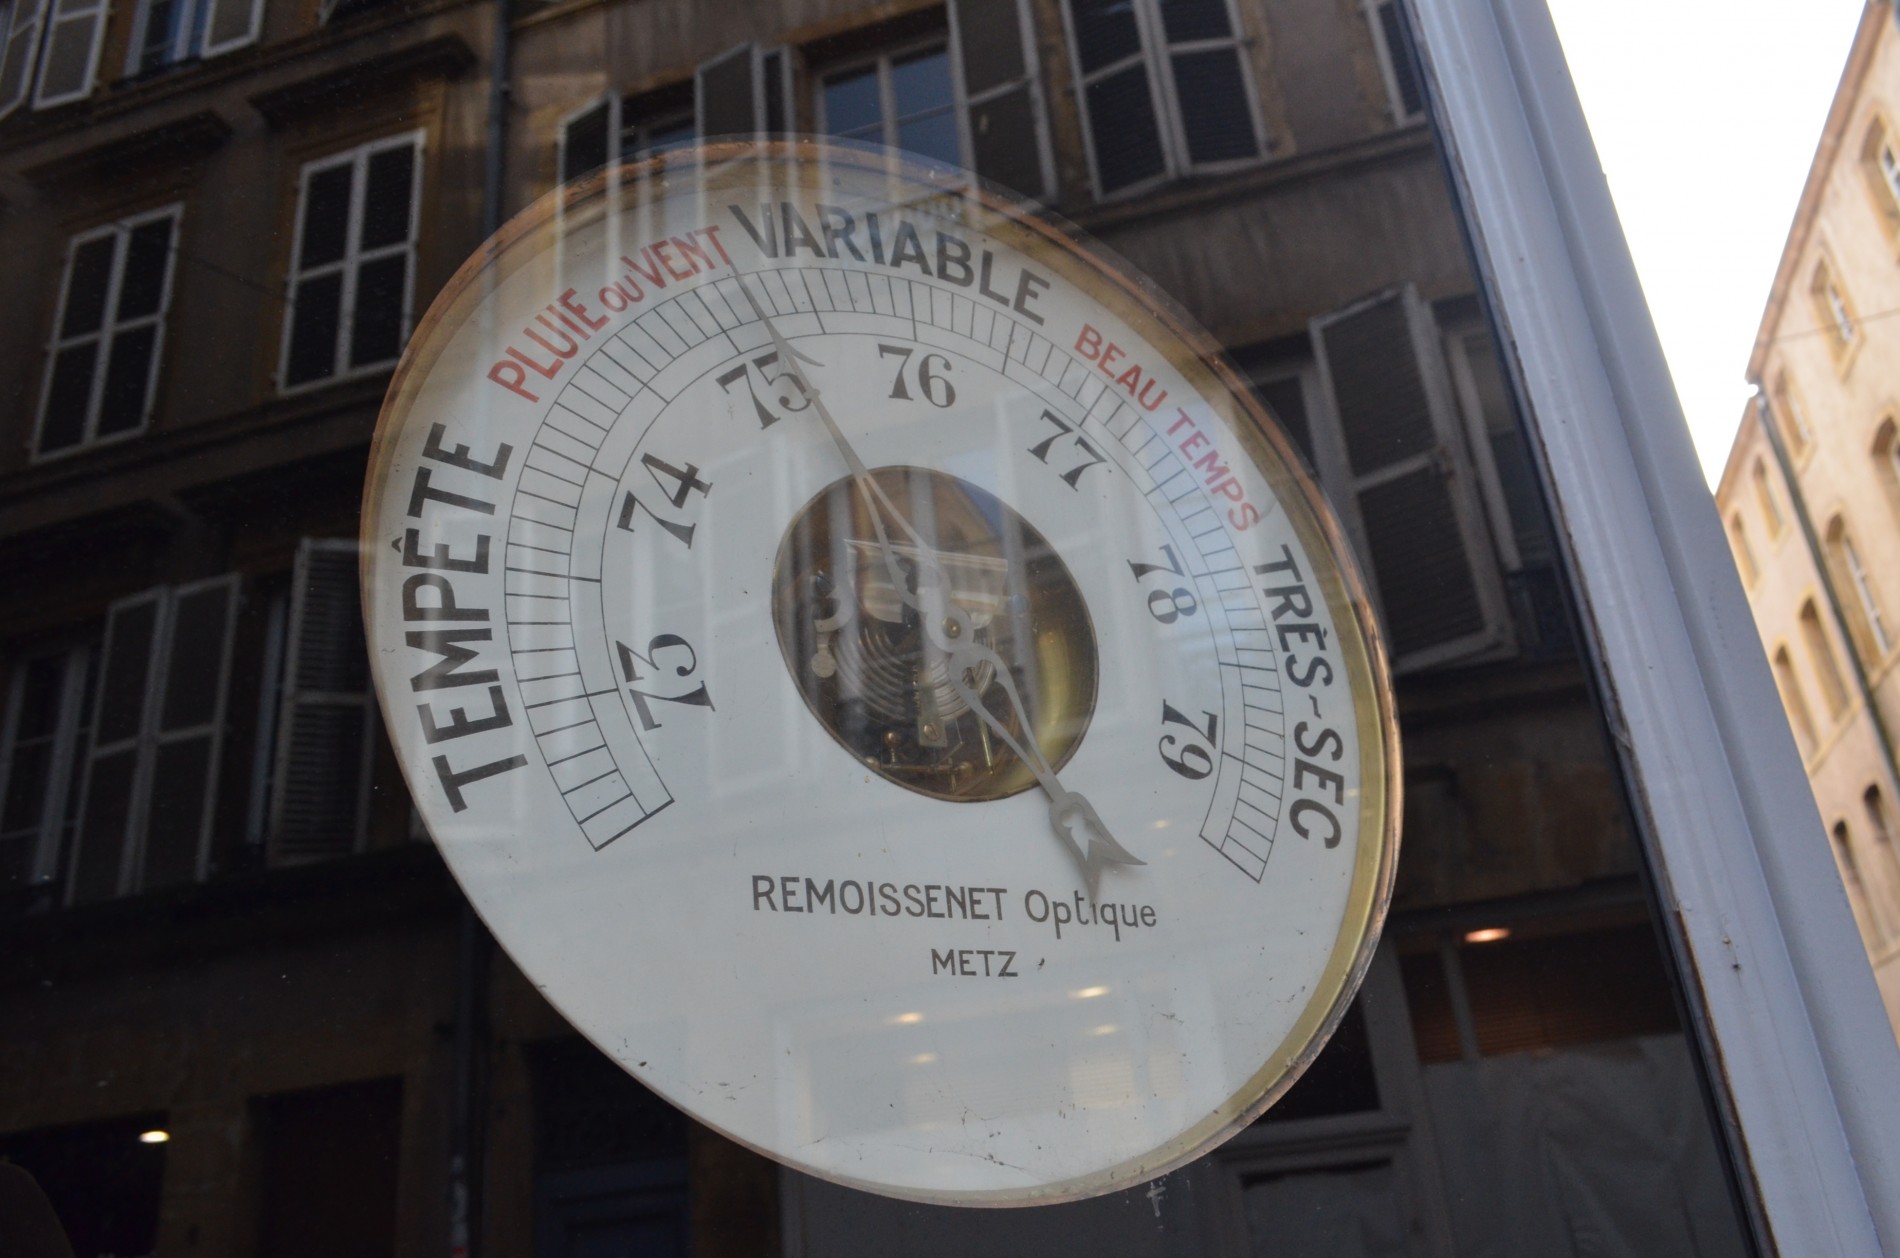 TEMPÊTE
PLUIE OU VENT
VARIABLE
BEAU TEMPS
TRÈS-SEC
73 74 75 76 77 78 79
REMOISSENET Optique
METZ